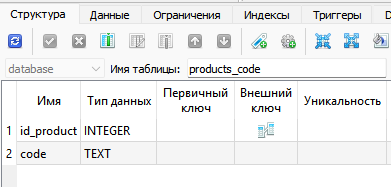 Структура Данные Ограничения Индексы Триггеры
database Имя таблицы: products_code
Имя Тип данных Первичный ключ Внешний ключ Уникальность
1 id_product INTEGER
2 code TEXT